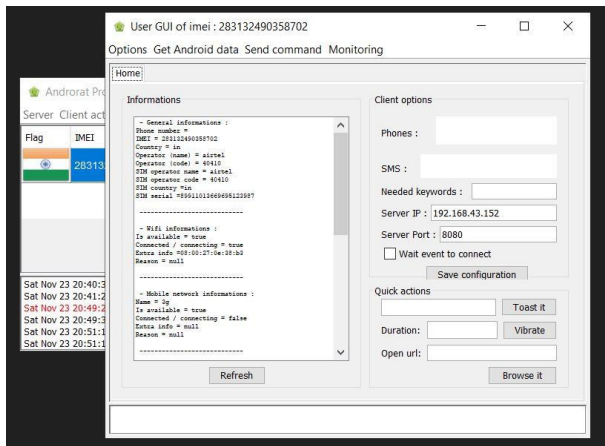 User GUI of imei : 283132490358702
Options Get Android data Send command Monitoring
Home
Androrat Pro
Server Client act
Flag IMEI
28313
Sat Nov 23 20:40:3
Sat Nov 23 20:41:2
Sat Nov 23 20:49:2
Sat Nov 23 20:49:3
Sat Nov 23 20:51:1
Sat Nov 23 20:51:1
Informations
- General informations :
Phone number =
IMEI = 283132490358702
Country = in
Operator (name) = airtel
Operator (code) = 40410
SIM operator name = airtel
SIM operator code = 40410
SIM country =in
SIM serial =89911013669695123987
----------------------------
- Wifi informations :
Is available = true
Connected / connecting = true
Extra info =08:00:27:0e:38:b3
Reason = null
----------------------------
- Mobile network informations :
Name = 3g
Is available = true
Connected / connecting = false
Extra info = null
Reason = null
----------------------------
Refresh
Client options
Phones :
SMS :
Needed keywords :
Server IP : 192.168.43.152
Server Port : 8080
Wait event to connect
Save configuration
Quick actions
Toast it
Duration: Vibrate
Open url:
Browse it